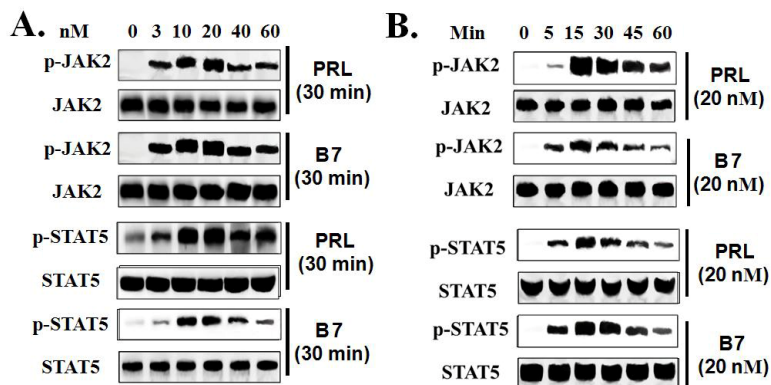 A. nM 0 3 10 20 40 60
p-JAK2
JAK2
PRL
(30 min)
p-JAK2
JAK2
B7
(30 min)
p-STAT5
STAT5
PRL
(30 min)
p-STAT5
STAT5
B7
(30 min)
B. Min 0 5 15 30 45 60
p-JAK2
JAK2
PRL
(20 nM)
p-JAK2
JAK2
B7
(20 nM)
p-STAT5
STAT5
PRL
(20 nM)
p-STAT5
STAT5
B7
(20 nM)